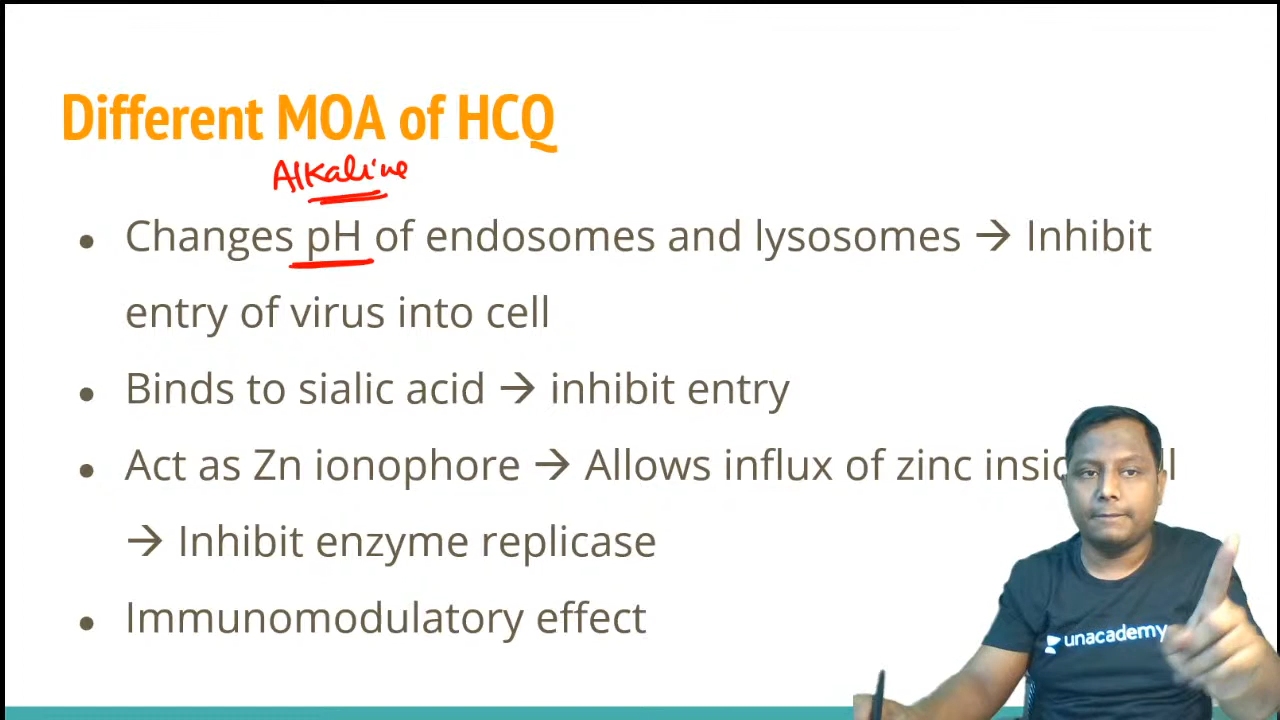 Different MOA of HCQ
Alkaline
• Changes pH of endosomes and lysosomes → Inhibit
entry of virus into cell
• Binds to sialic acid → inhibit entry
• Act as Zn ionophore → Allows influx of zinc
→ Inhibit enzyme replicase
• Immunomodulatory effect
unacademy